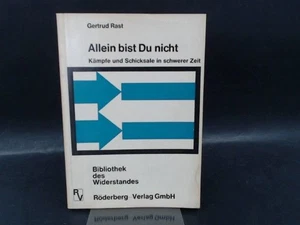 Gertrud Rast
Allein bist Du nicht
Kämpfe und Schicksale in schwerer Zeit
Bibliothek
des
Widerstandes
RV
Röderberg Verlag GmbH